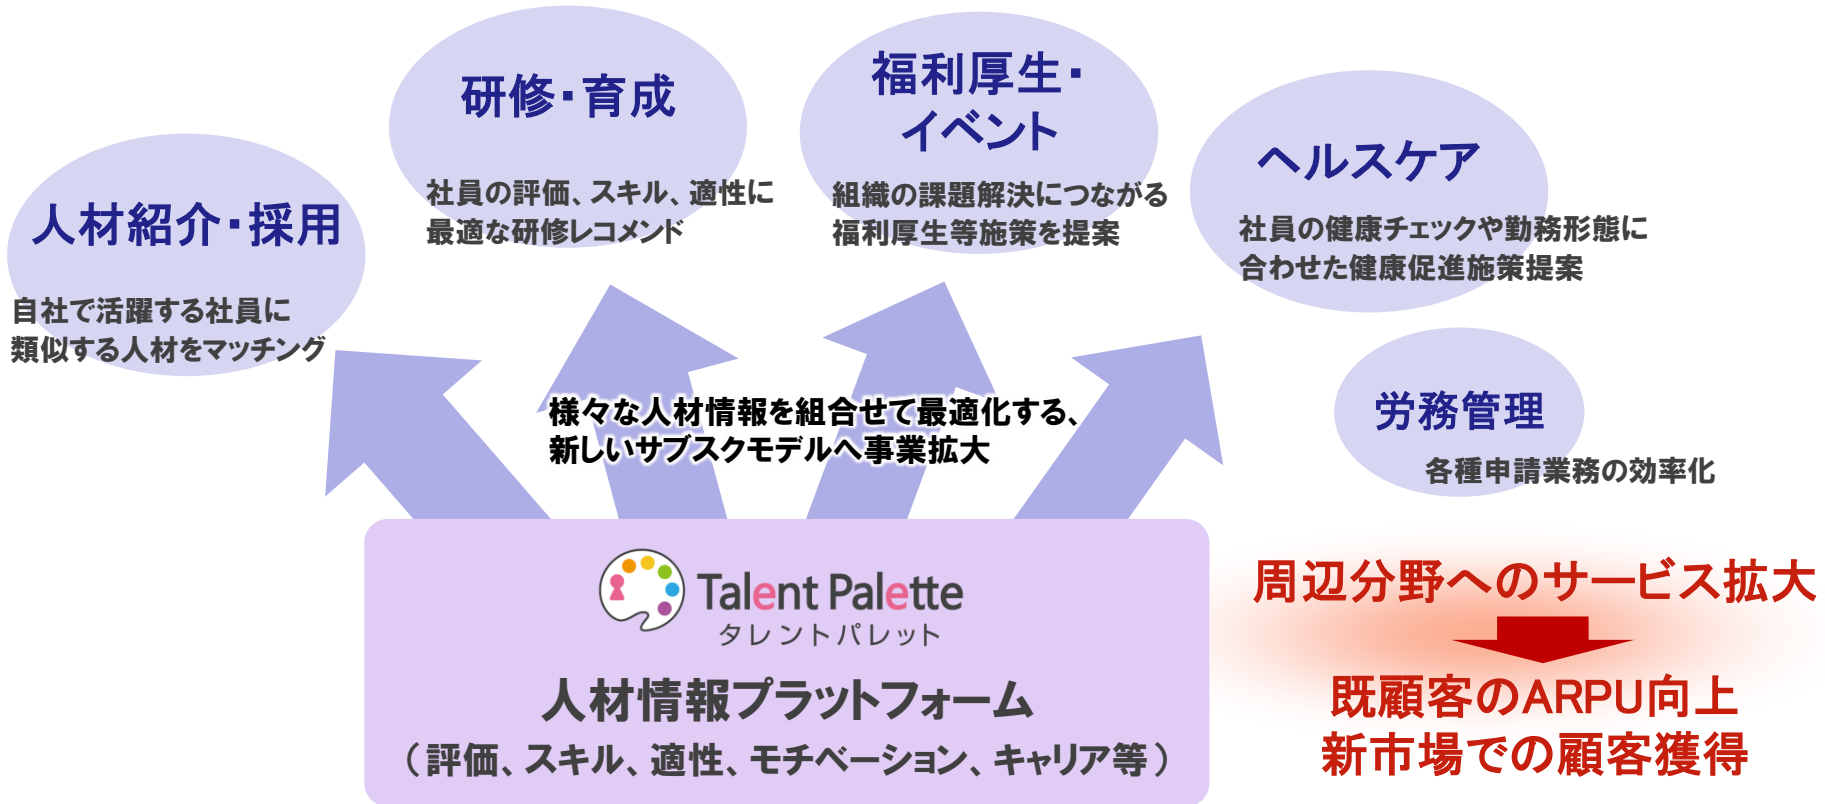 人材紹介・採用
自社で活躍する社員に
類似する人材をマッチング
研修・育成
社員の評価、スキル、適性に
最適な研修レコメンド
福利厚生・
イベント
組織の課題解決につながる
福利厚生等施策を提案
ヘルスケア
社員の健康チェックや勤務形態に
合わせた健康促進施策提案
労務管理
各種申請業務の効率化
様々な人材情報を組合せて最適化する、
新しいサブスクモデルへ事業拡大
Talent Palette
タレントパレット
人材情報プラットフォーム
（評価、スキル、適性、モチベーション、キャリア等）
周辺分野へのサービス拡大
既顧客のARPU向上
新市場での顧客獲得